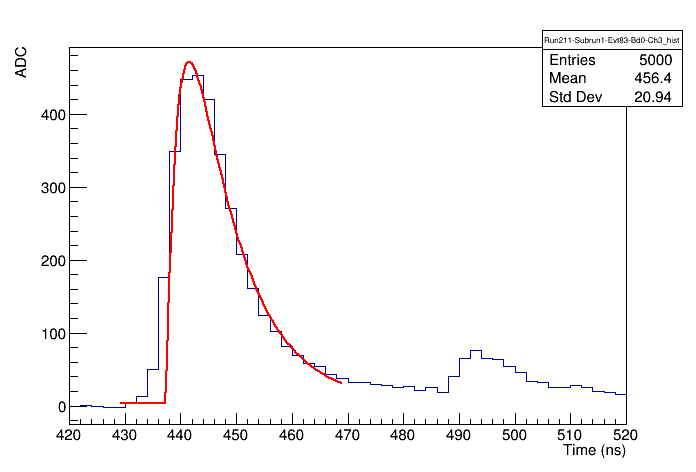 Run211-Subrun1-Evt83-Bd0-Ch3_hist
Entries 5000
Mean 456.4
Std Dev 20.94
ADC
400
300
200
100
0
420 430 440 450 460 470 480 490 500 510 520
Time (ns)